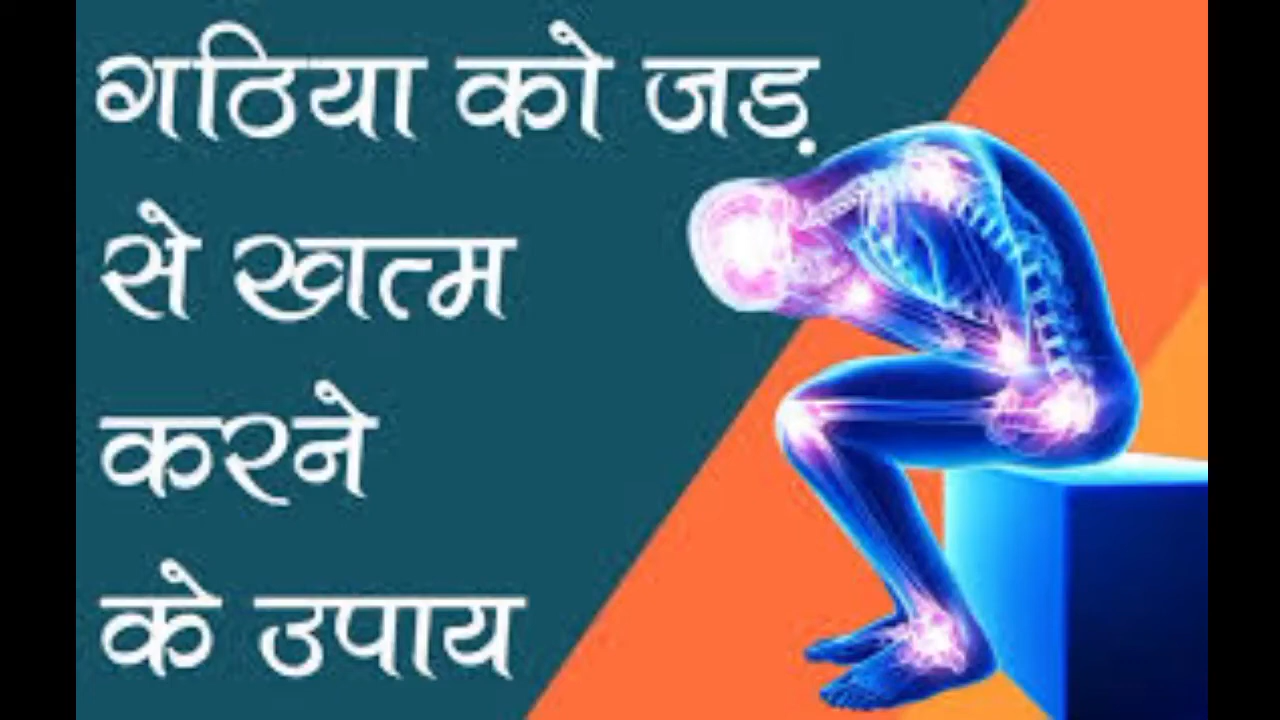 गठिया को जड़
से खत्म
करने
के उपाय